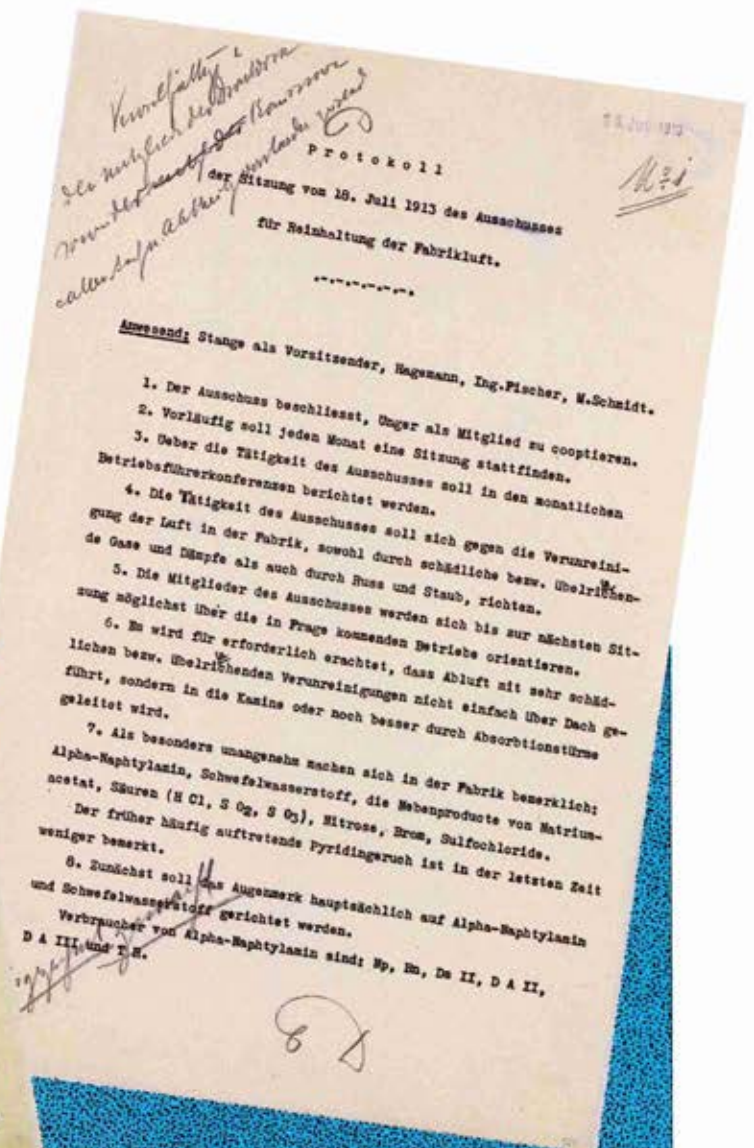 Protokoll
der Sitzung vom 18. Juli 1913 des Ausschusses
für Reinhaltung der Fabrikluft.
Anwesend: Stange als Vorsitzender, Hagemann, Ing.Fischer, M.Schmidt.
1. Der Ausschuss beschliesst, Unger als Mitglied zu cooptieren.
2. Vorläufig soll jeden Monat eine Sitzung stattfinden.
3. Ueber die Tätigkeit des Ausschusses soll in den monatlichen
Betriebsführerkonferenzen berichtet werden.
4. Die Tätigkeit des Ausschusses soll sich gegen die Verunreini-
gung der Luft in der Fabrik, sowohl durch schädliche bezw. übelriechen-
de Gase und Dämpfe als auch durch Russ und Staub, richten.
5. Die Mitglieder des Ausschusses werden sich bis zur nächsten Sit-
zung möglichst über die in Frage kommenden Betriebe orientieren.
6. Es wird für erforderlich erachtet, dass Abluft mit sehr schäd-
lichen bezw. übelriechenden Verunreinigungen nicht einfach über Dach ge-
führt, sondern in die Kamine oder noch besser durch Absorbtionstürme
geleitet wird.
7. Als besonders unangenehm machen sich in der Fabrik bemerklich:
Alpha-Naphtylamin, Schwefelwasserstoff, die Nebenproducte von Natrium-
acetat, Säuren (H Cl, S O2, S O3), Nitrose, Brom, Sulfochloride.
Der früher häufig auftretende Pyridingeruch ist in der letzten Zeit
weniger bemerkt.
8. Zunächst soll das Augenmerk hauptsächlich auf Alpha-Naphtylamin
und Schwefelwasserstoff gerichtet werden.
Verbraucher von Alpha-Naphtylamin sind: Np, Bn, Da II, D A II,
D A III und